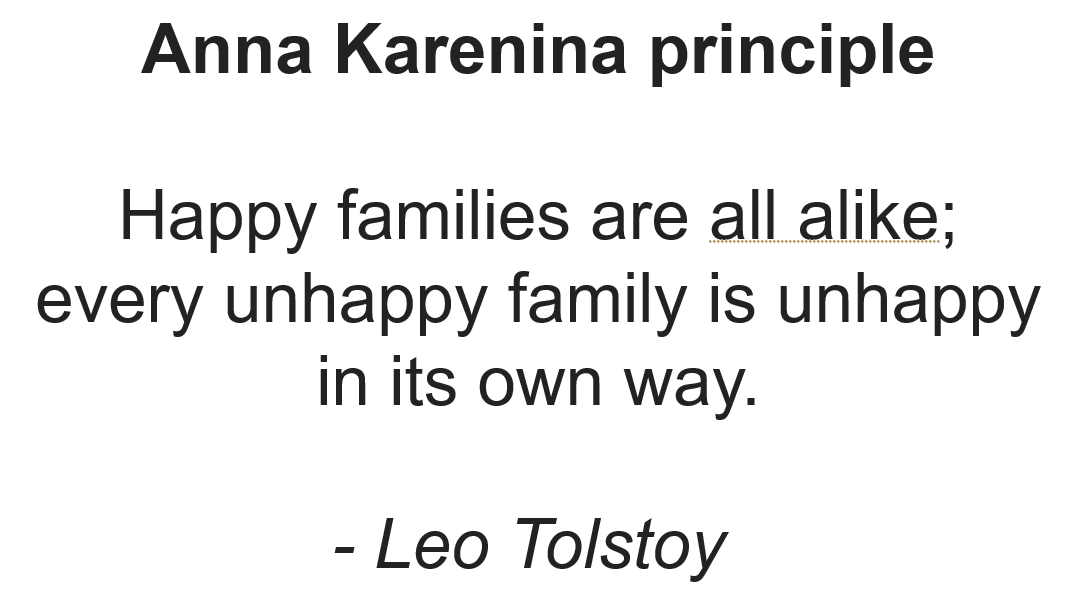 Anna Karenina principle
Happy families are all alike;
every unhappy family is unhappy
in its own way.
- Leo Tolstoy